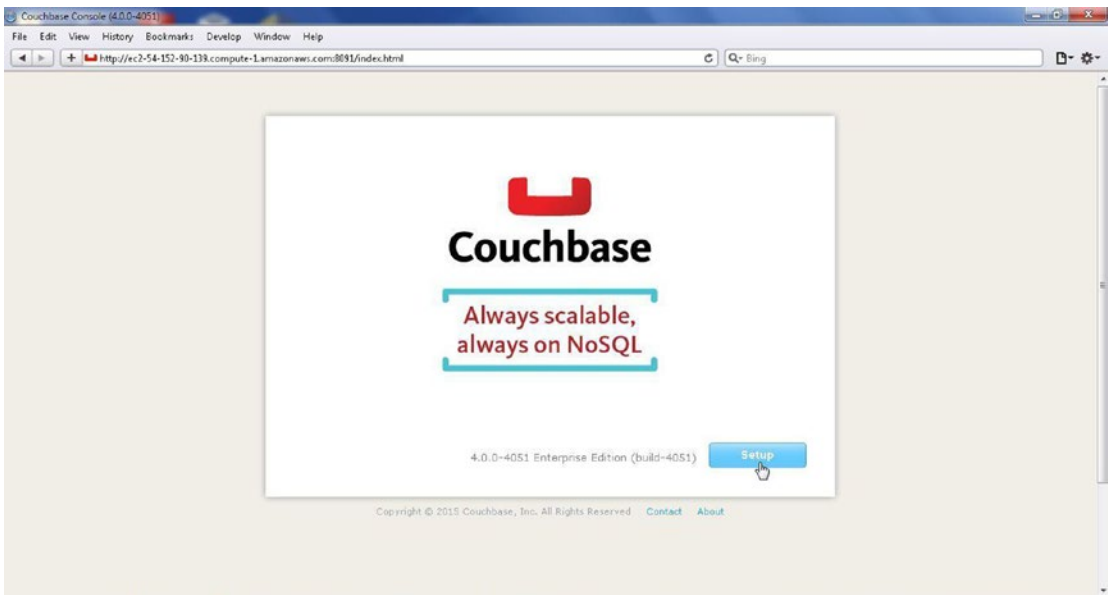 Couchbase Console (4.0.0-4051)
File Edit View History Bookmarks Develop Window Help
http://ec2-54-152-90-139.compute-1.amazonaws.com:8091/index.html
Bing
Couchbase
Always scalable,
always on NoSQL
4.0.0-4051 Enterprise Edition (build-4051)
Setup
Copyright © 2015 Couchbase, Inc. All Rights Reserved Contact About